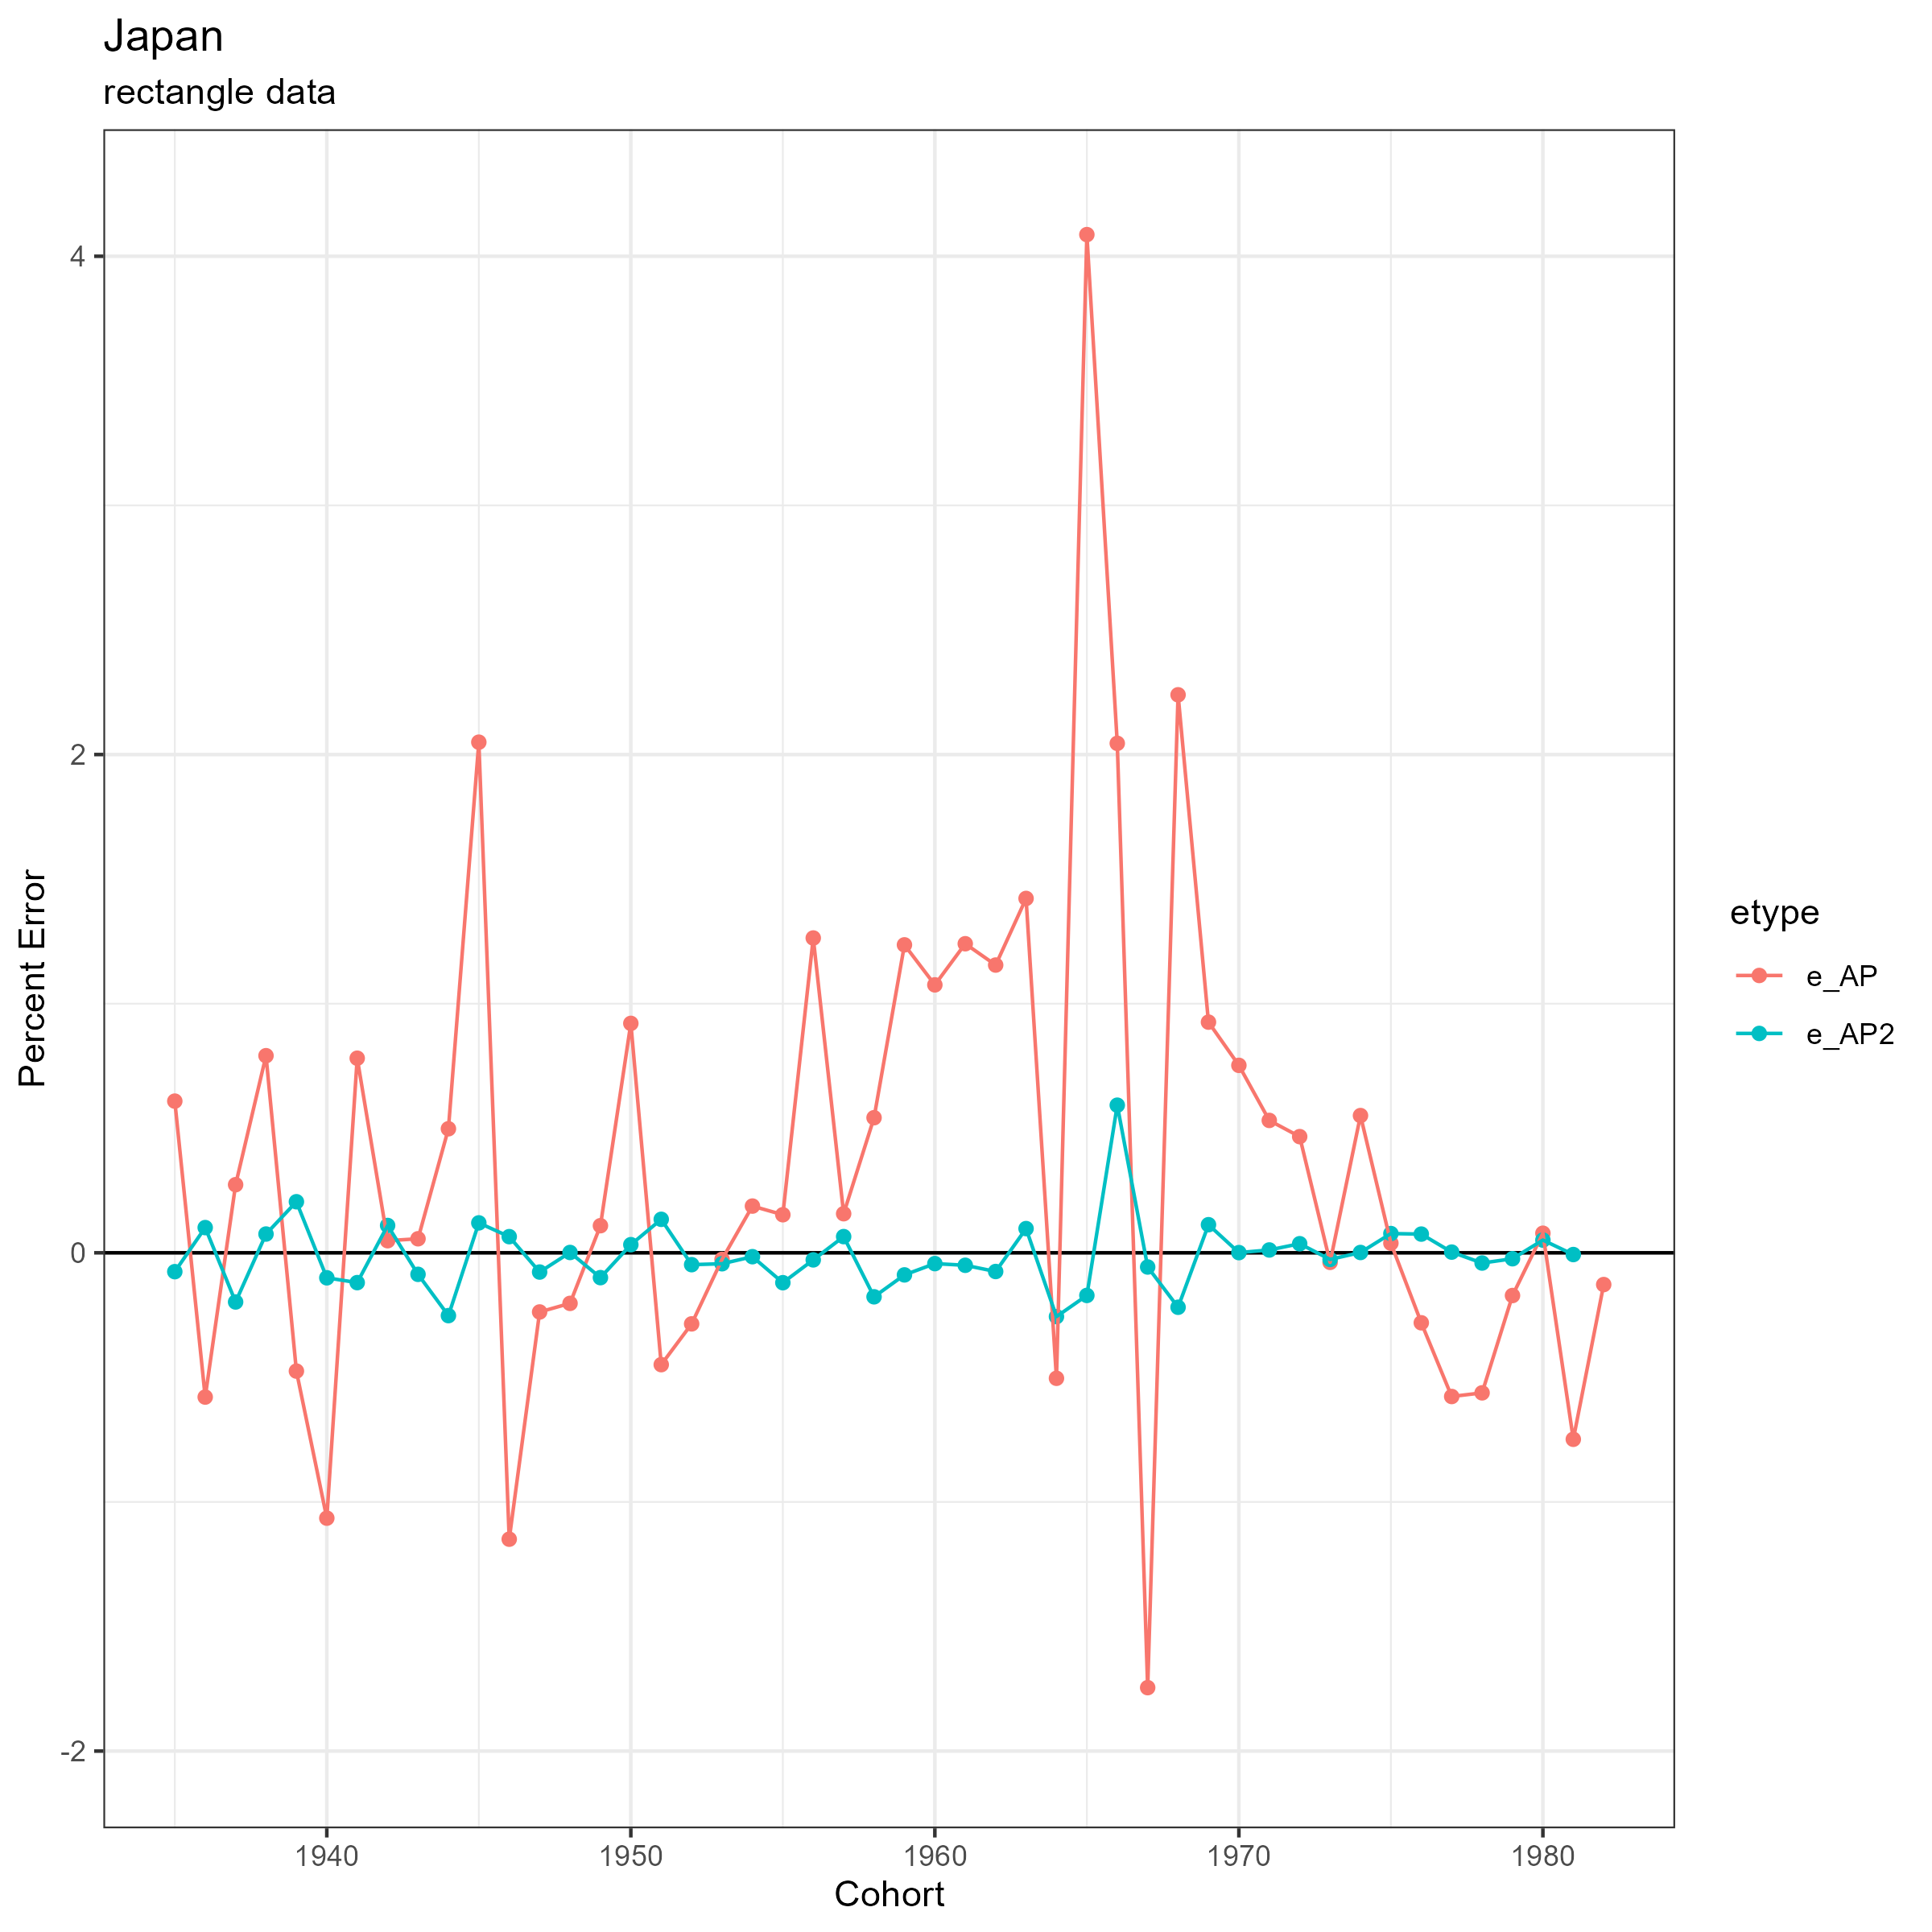 Japan
rectangle data
4
2
0
-2
Percent Error
1940
1950
1960
1970
1980
Cohort
etype
e_AP
e_AP2